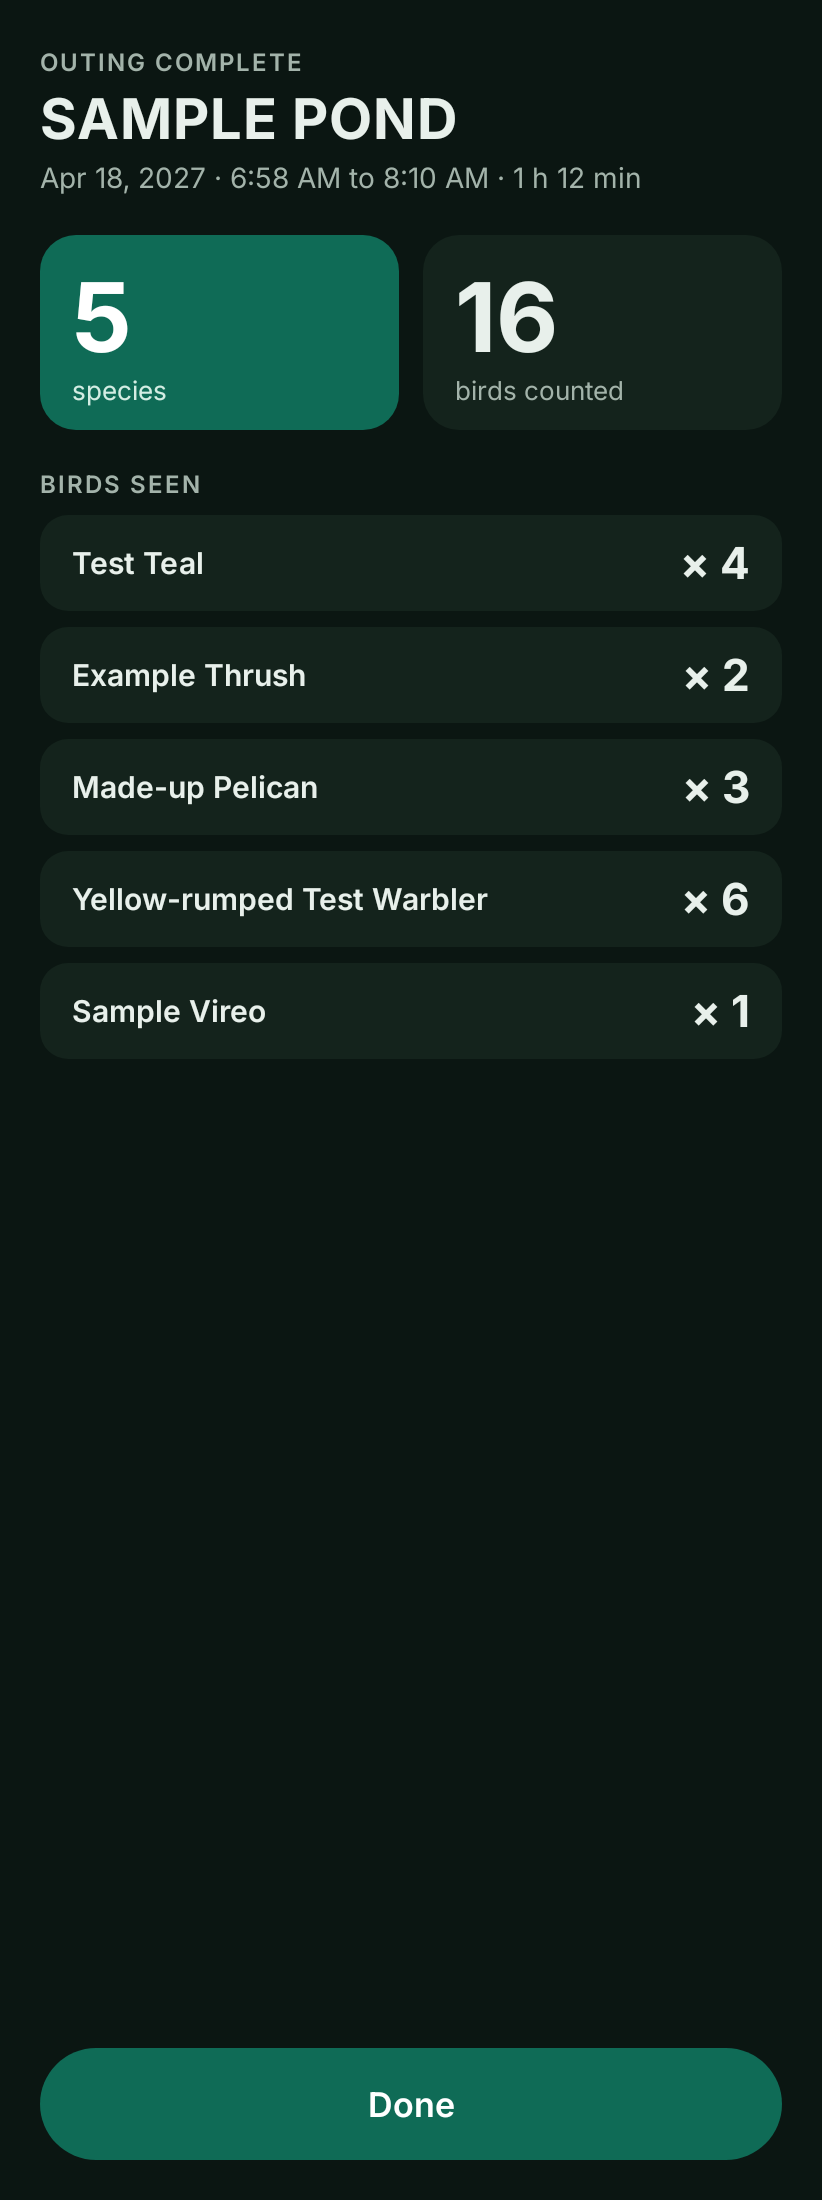 OUTING COMPLETE
SAMPLE POND
Apr 18, 2027 · 6:58 AM to 8:10 AM · 1 h 12 min
5
species
16
birds counted
BIRDS SEEN
Test Teal × 4
Example Thrush × 2
Made-up Pelican × 3
Yellow-rumped Test Warbler × 6
Sample Vireo × 1
Done